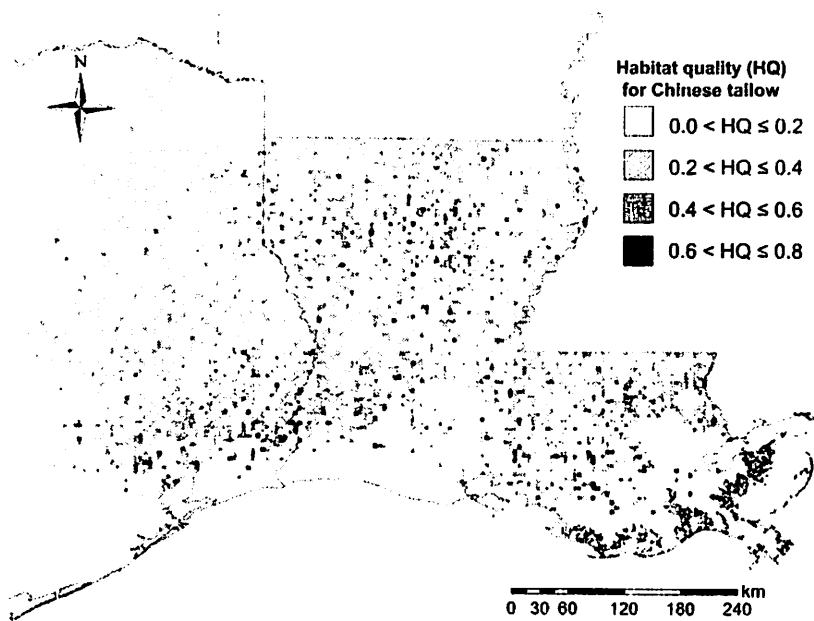 N
Habitat quality (HQ)
for Chinese tallow
0.0 < HQ ≤ 0.2
0.2 < HQ ≤ 0.4
0.4 < HQ ≤ 0.6
0.6 < HQ ≤ 0.8
km
0 30 60 120 180 240